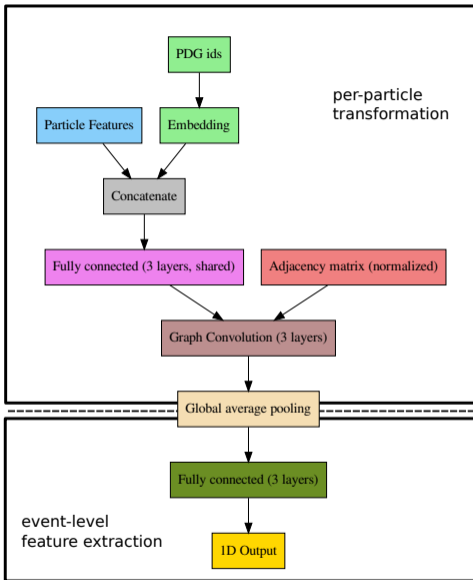 PDG ids
per-particle
transformation
Particle Features
Embedding
Concatenate
Fully connected (3 layers, shared)
Adjacency matrix (normalized)
Graph Convolution (3 layers)
Global average pooling
Fully connected (3 layers)
event-level
feature extraction
1D Output